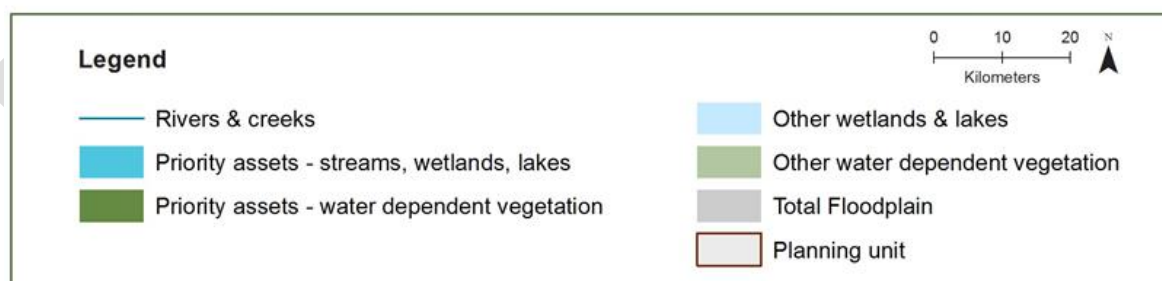 0 10 20 N
Kilometers
Legend
Rivers & creeks
Priority assets - streams, wetlands, lakes
Priority assets - water dependent vegetation
Other wetlands & lakes
Other water dependent vegetation
Total Floodplain
Planning unit